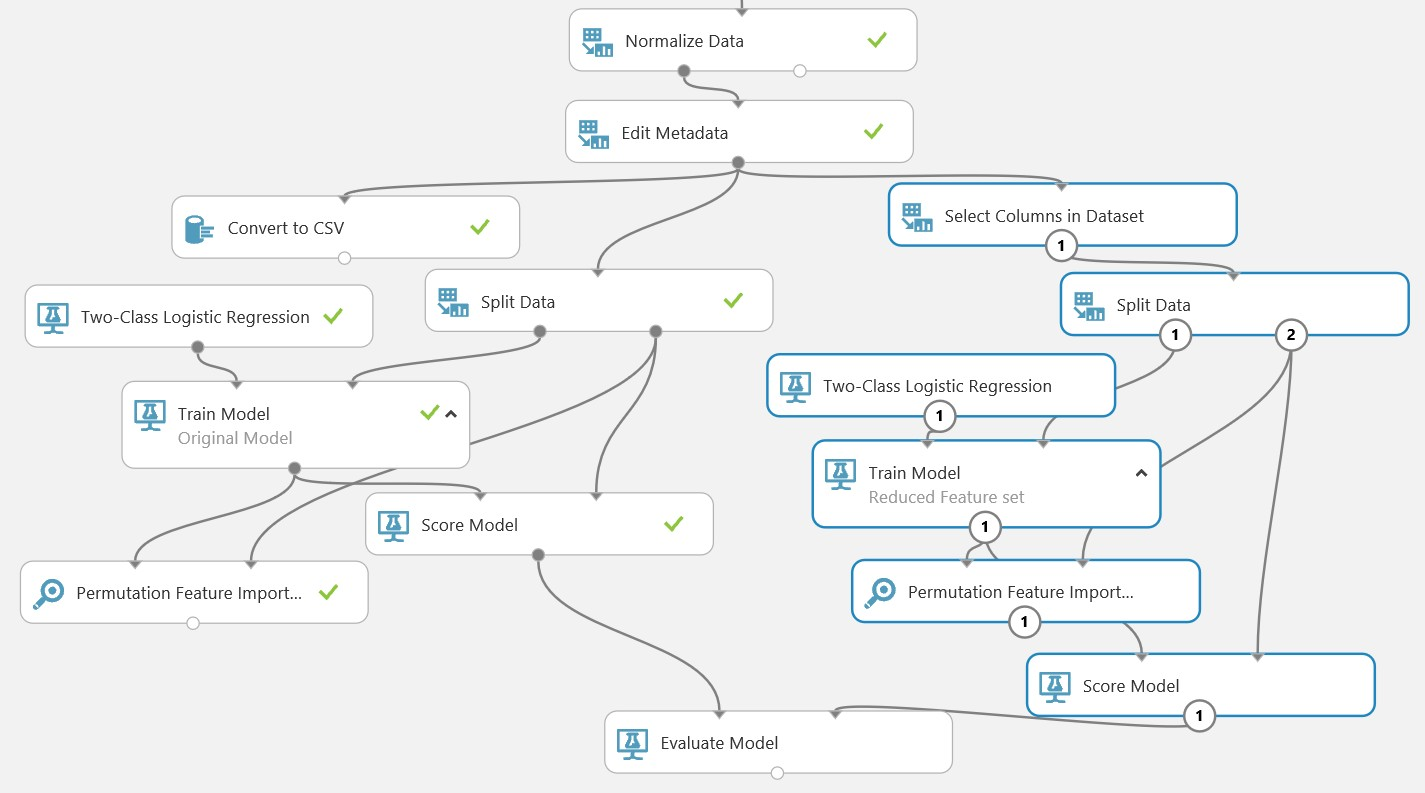 Normalize Data
Edit Metadata
Convert to CSV
Select Columns in Dataset
1
Split Data
Split Data
1
2
Two-Class Logistic Regression
Two-Class Logistic Regression
1
Train Model
Original Model
Train Model
Reduced Feature set
1
Score Model
Permutation Feature Import...
Permutation Feature Import...
1
Score Model
1
Evaluate Model